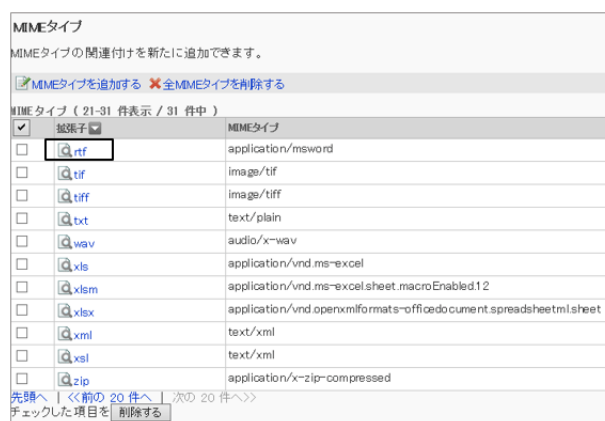 MIMEタイプ
MIMEタイプの関連付けを新たに追加できます。
MIMEタイプを追加する 全MIMEタイプを削除する
MIMEタイプ ( 21-31 件表示 / 31 件中 )
拡張子 MIMEタイプ
rtf application/msword
tif image/tif
tiff image/tiff
txt text/plain
wav audio/x-wav
xls application/vnd.ms-excel
xlsm application/vnd.ms-excel.sheet.macroEnabled.12
xlsx application/vnd.openxmlformats-officedocument.spreadsheetml.sheet
xml text/xml
xsl text/xml
zip application/x-zip-compressed
先頭へ | <<前の 20 件へ | 次の 20 件へ>>
チェックした項目を 削除する